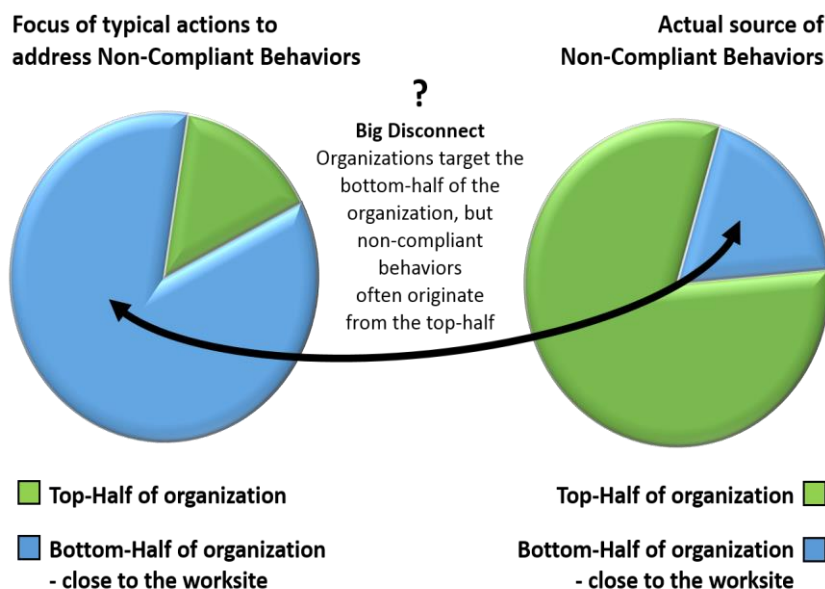 Focus of typical actions to
address Non-Compliant Behaviors
Actual source of
Non-Compliant Behaviors
?
Big Disconnect
Organizations target the
bottom-half of the
organization, but
non-compliant
behaviors
often originate
from the top-half
Top-Half of organization
Bottom-Half of organization
- close to the worksite
Top-Half of organization
Bottom-Half of organization
- close to the worksite